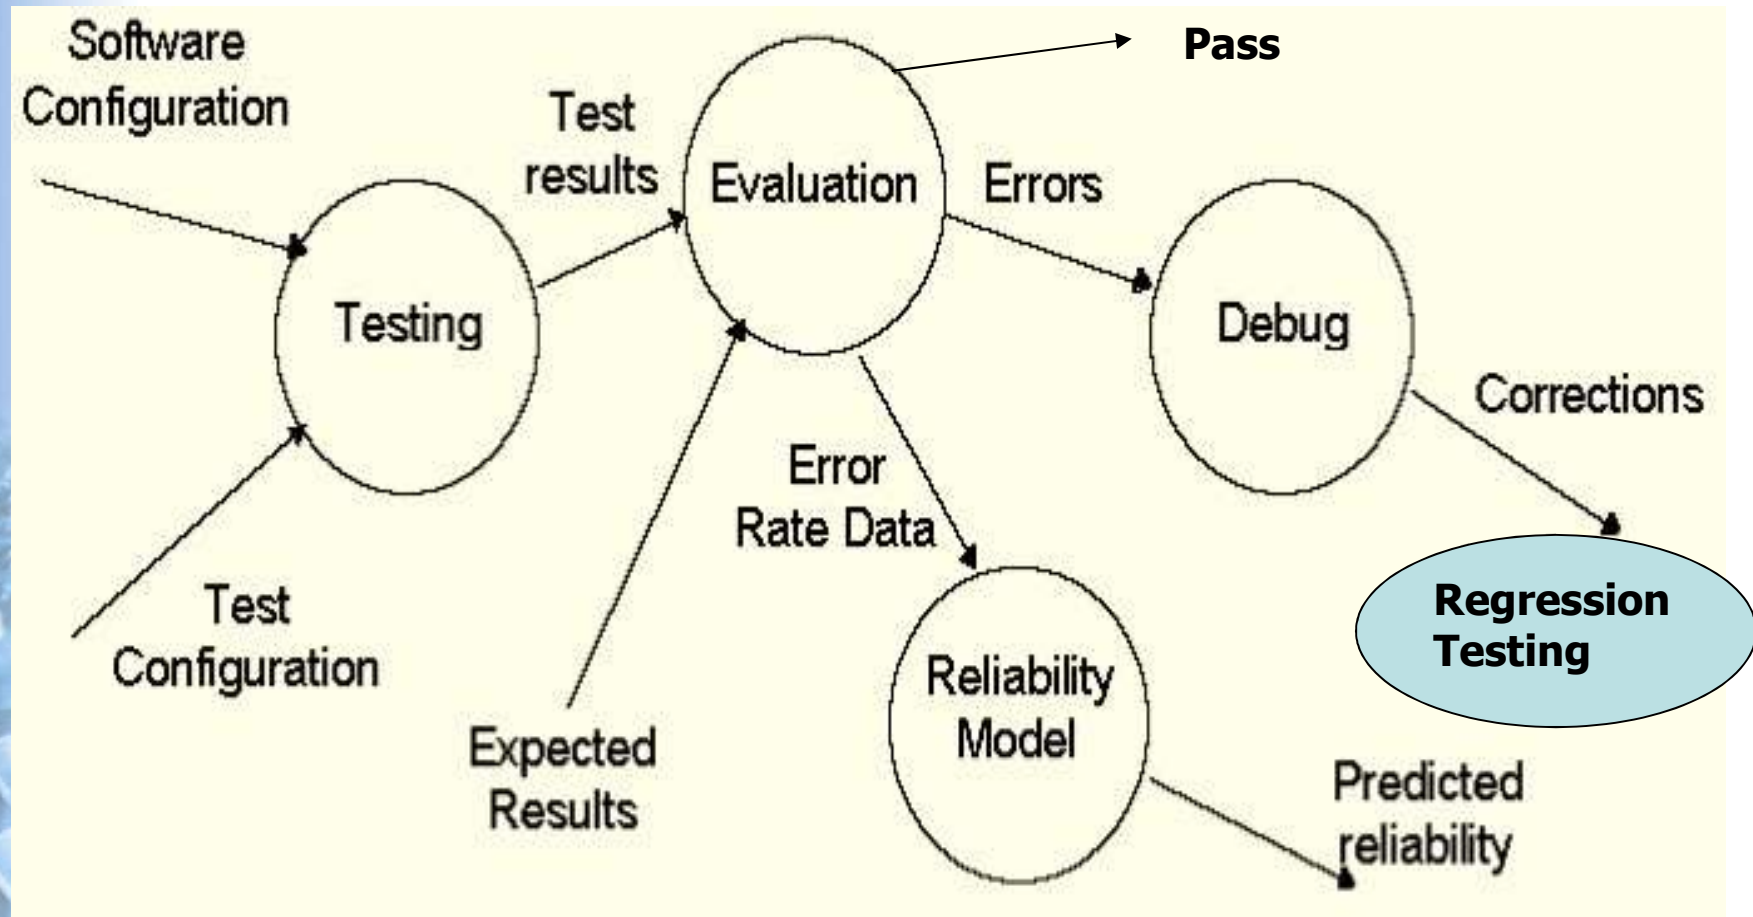 Software
Configuration
Pass
Test
results
Evaluation
Errors
Testing
Debug
Corrections
Error
Rate Data
Test
Configuration
Regression
Testing
Reliability
Model
Expected
Results
Predicted
reliability